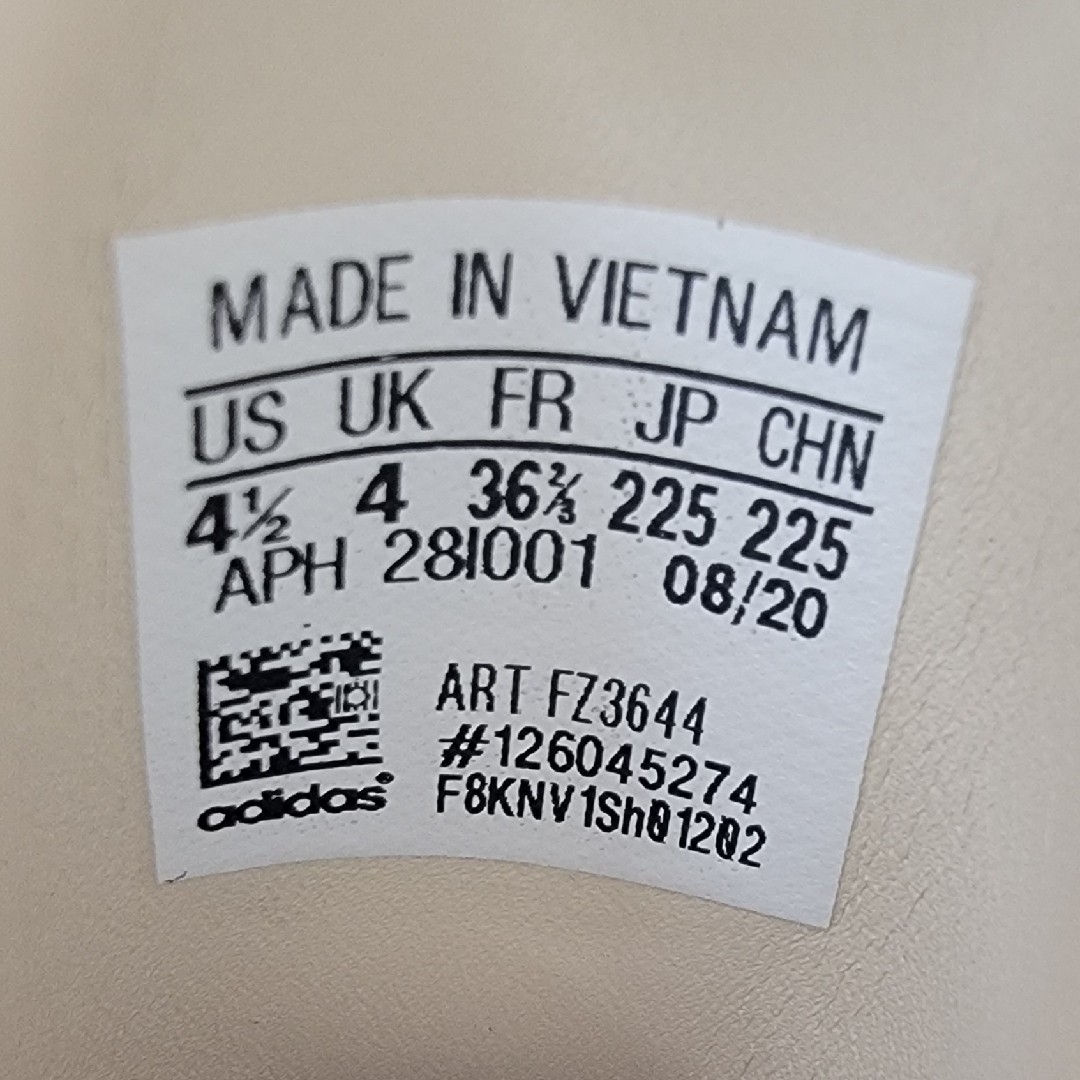 MADE IN VIETNAM
US UK FR JP CHN
4½ 4 36⅔ 225 225
APH 28I001 08/20
ART FZ3644
#126045274
adidas®
F8KNV1Sh01202